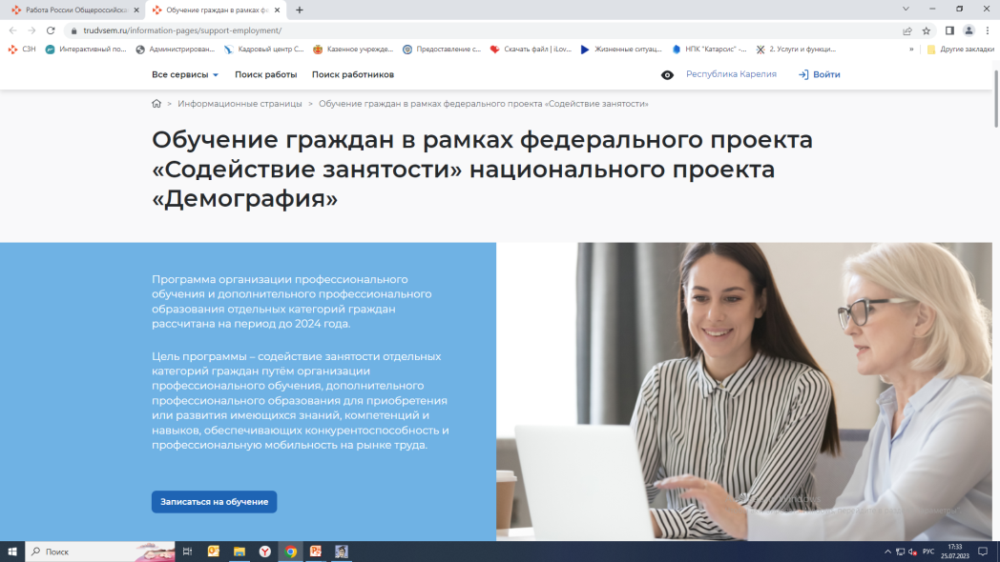 Работа России Общероссийска
Обучение граждан в рамках фе
trudvsem.ru/information-pages/support-employment/
СЗН
Интерактивный по...
Администрирован...
Кадровый центр С...
Казенное учрежде...
Предоставление с...
Скачать файл | iLov...
Жизненные ситуац...
НПК "Катарсис" -...
2. Услуги и функци...
»
Другие закладки
Все сервисы
Поиск работы
Поиск работников
Республика Карелия
Войти
> Информационные страницы > Обучение граждан в рамках федерального проекта «Содействие занятости»
Обучение граждан в рамках федерального проекта
«Содействие занятости» национального проекта
«Демография»
Программа организации профессионального
обучения и дополнительного профессионального
образования отдельных категорий граждан
рассчитана на период до 2024 года.
Цель программы – содействие занятости отдельных
категорий граждан путём организации
профессионального обучения, дополнительного
профессионального образования для приобретения
или развития имеющихся знаний, компетенций и
навыков, обеспечивающих конкурентоспособность и
профессиональную мобильность на рынке труда.
Записаться на обучение
Поиск
РУС
17:33
25.07.2023